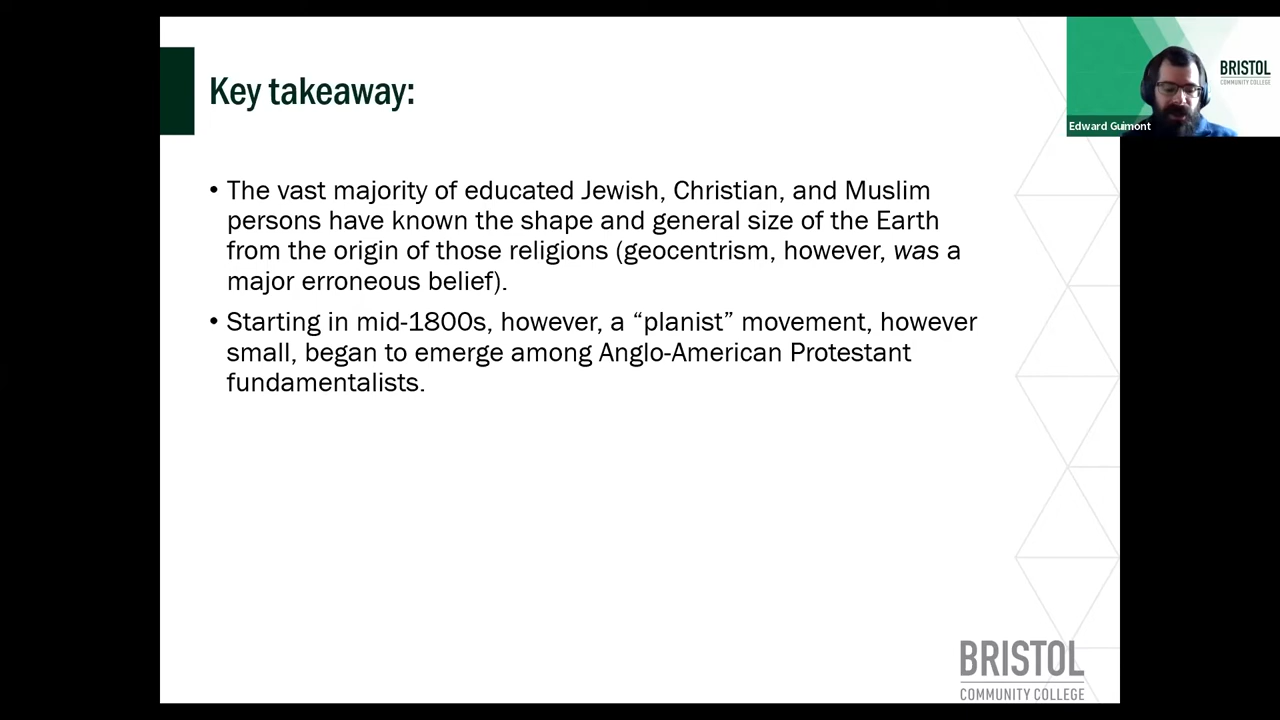 Key takeaway:
BRISTOL
COMMUNITY COLLEGE
Edward Guimont
• The vast majority of educated Jewish, Christian, and Muslim
persons have known the shape and general size of the Earth
from the origin of those religions (geocentrism, however, was a
major erroneous belief).
• Starting in mid-1800s, however, a “planist” movement, however
small, began to emerge among Anglo-American Protestant
fundamentalists.
BRISTOL
COMMUNITY COLLEGE